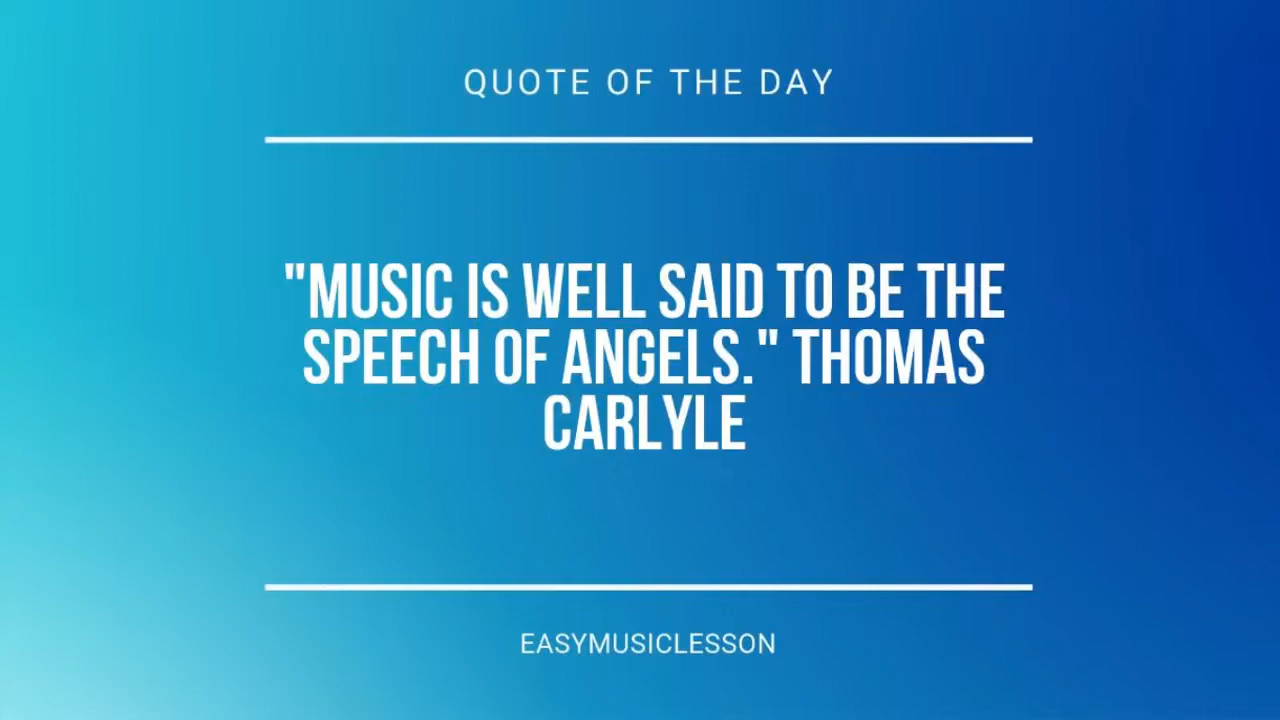 QUOTE OF THE DAY
"MUSIC IS WELL SAID TO BE THE
SPEECH OF ANGELS." THOMAS
CARLYLE
EASYMUSICLESSON